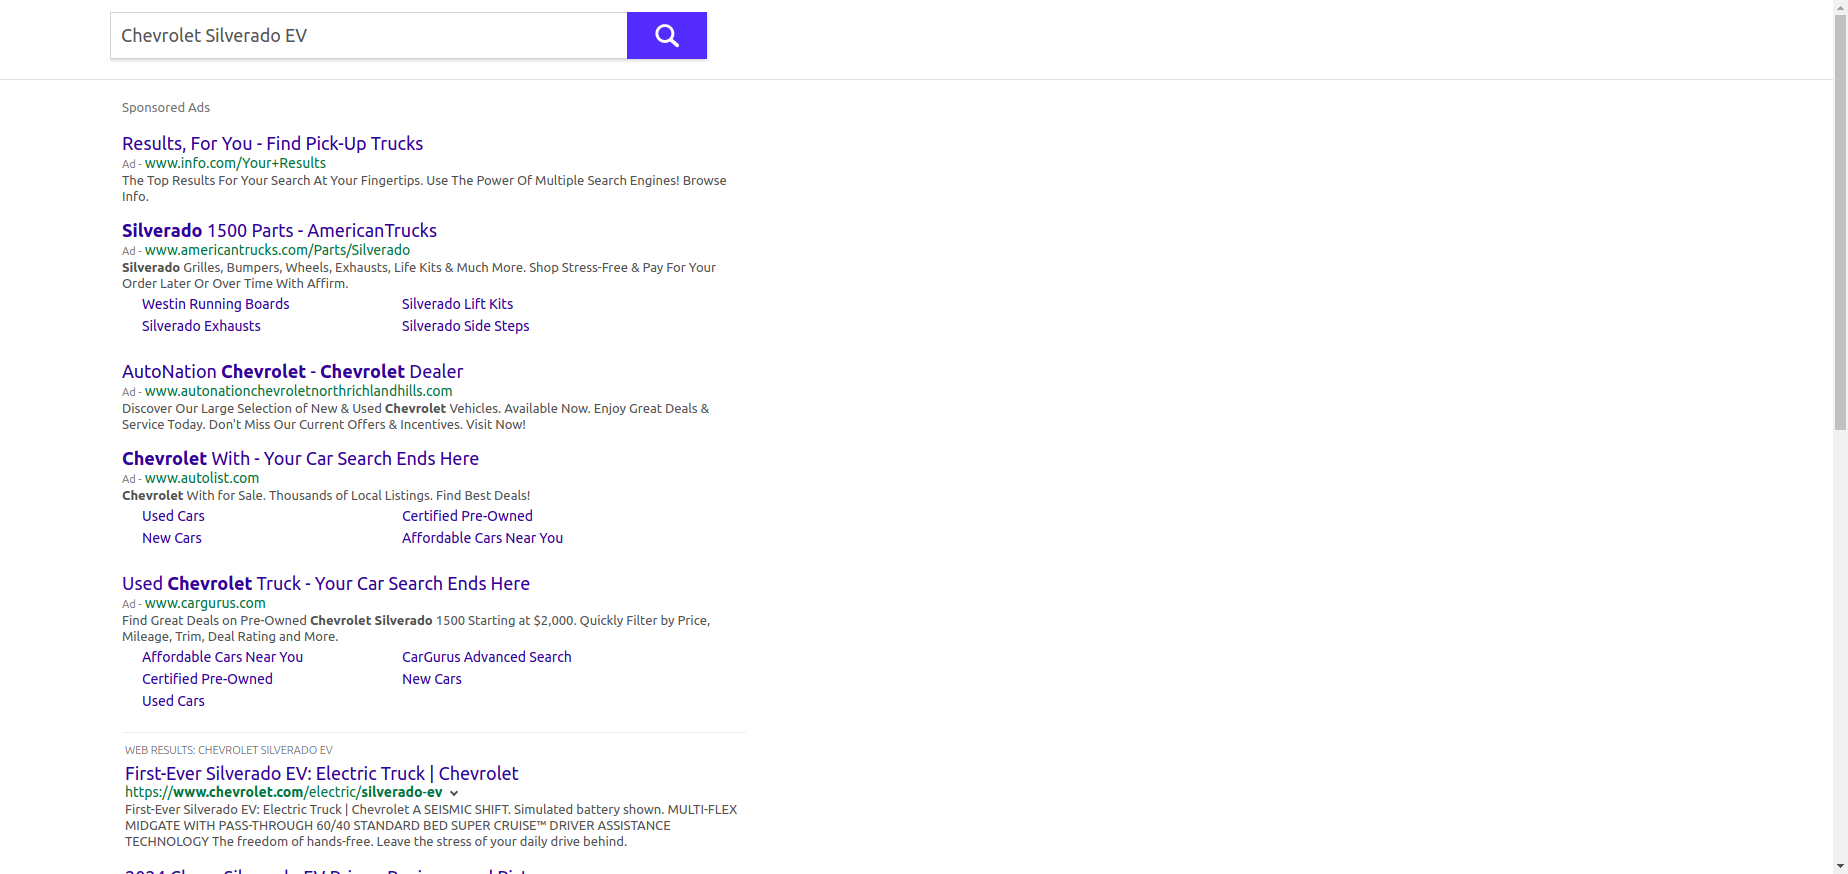 Chevrolet Silverado EV
Sponsored Ads
Results, For You - Find Pick-Up Trucks
Ad - www.info.com/Your+Results
The Top Results For Your Search At Your Fingertips. Use The Power Of Multiple Search Engines! Browse
Info.
Silverado 1500 Parts - AmericanTrucks
Ad - www.americantrucks.com/Parts/Silverado
Silverado Grilles, Bumpers, Wheels, Exhausts, Life Kits & Much More. Shop Stress-Free & Pay For Your
Order Later Or Over Time With Affirm.
Westin Running Boards Silverado Lift Kits
Silverado Exhausts Silverado Side Steps
AutoNation Chevrolet - Chevrolet Dealer
Ad - www.autonationchevroletnorthrichlandhills.com
Discover Our Large Selection of New & Used Chevrolet Vehicles. Available Now. Enjoy Great Deals &
Service Today. Don't Miss Our Current Offers & Incentives. Visit Now!
Chevrolet With - Your Car Search Ends Here
Ad - www.autolist.com
Chevrolet With for Sale. Thousands of Local Listings. Find Best Deals!
Used Cars Certified Pre-Owned
New Cars Affordable Cars Near You
Used Chevrolet Truck - Your Car Search Ends Here
Ad - www.cargurus.com
Find Great Deals on Pre-Owned Chevrolet Silverado 1500 Starting at $2,000. Quickly Filter by Price,
Mileage, Trim, Deal Rating and More.
Affordable Cars Near You CarGurus Advanced Search
Certified Pre-Owned New Cars
Used Cars
WEB RESULTS: CHEVROLET SILVERADO EV
First-Ever Silverado EV: Electric Truck | Chevrolet
https://www.chevrolet.com/electric/silverado-ev
First-Ever Silverado EV: Electric Truck | Chevrolet A SEISMIC SHIFT. Simulated battery shown. MULTI-FLEX
MIDGATE WITH PASS-THROUGH 60/40 STANDARD BED SUPER CRUISE™ DRIVER ASSISTANCE
TECHNOLOGY The freedom of hands-free. Leave the stress of your daily drive behind.